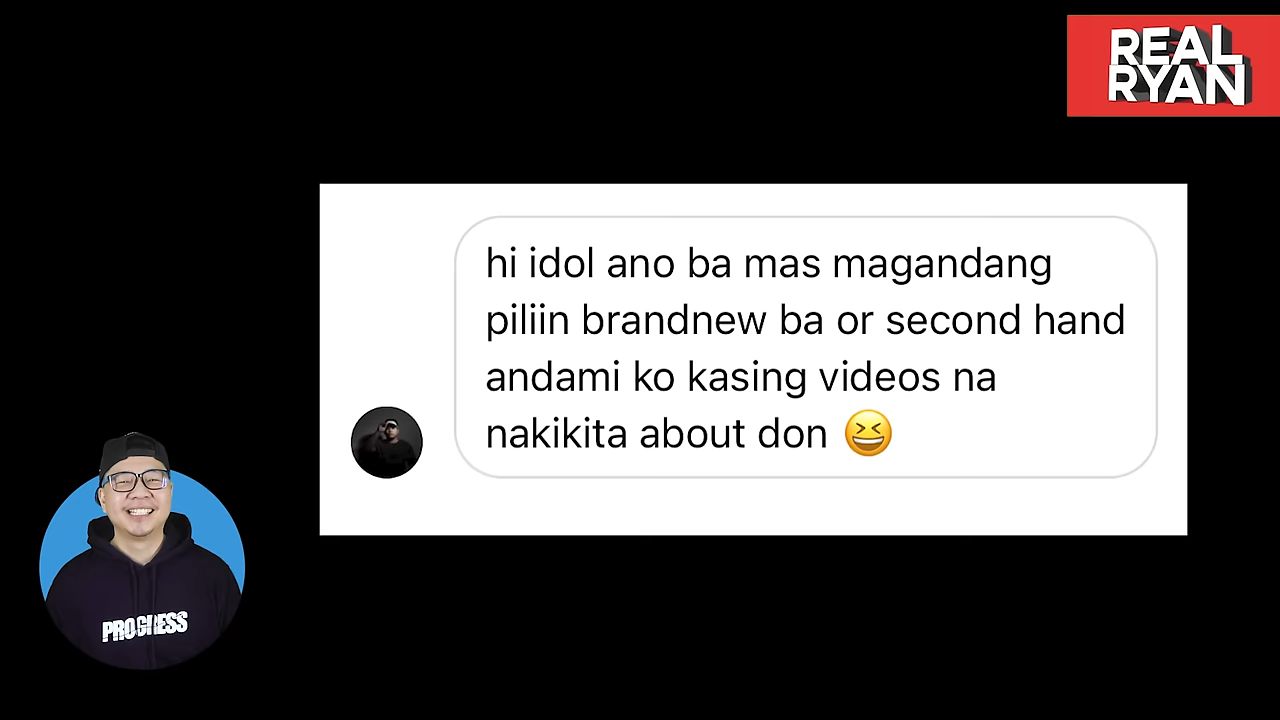 REAL
RYAN
hi idol ano ba mas magandang
piliin brandnew ba or second hand
andami ko kasing videos na
nakikita about don 😆
PROGRESS